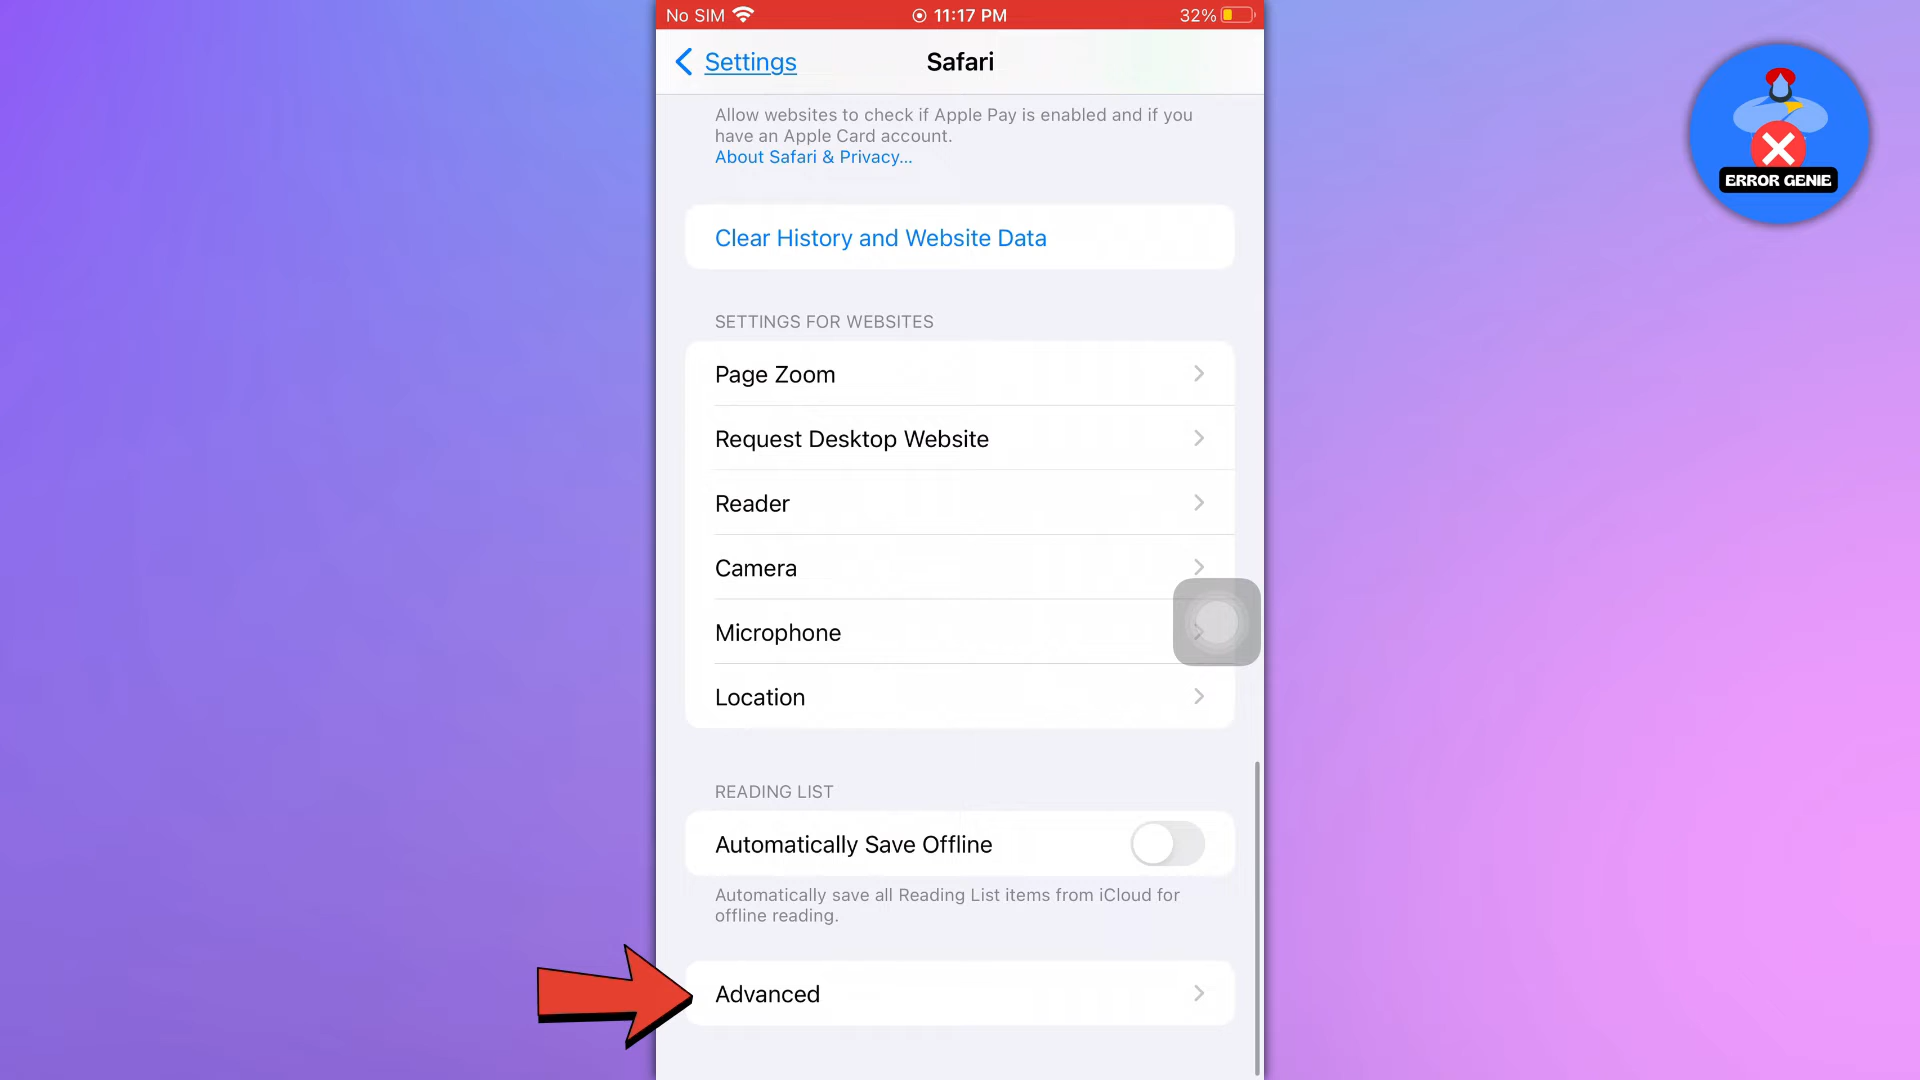 No SIM 11:17 PM 32%
Settings Safari
Allow websites to check if Apple Pay is enabled and if you
have an Apple Card account.
About Safari & Privacy...
Clear History and Website Data
SETTINGS FOR WEBSITES
Page Zoom
Request Desktop Website
Reader
Camera
Microphone
Location
READING LIST
Automatically Save Offline
Automatically save all Reading List items from iCloud for
offline reading.
Advanced
ERROR GENIE